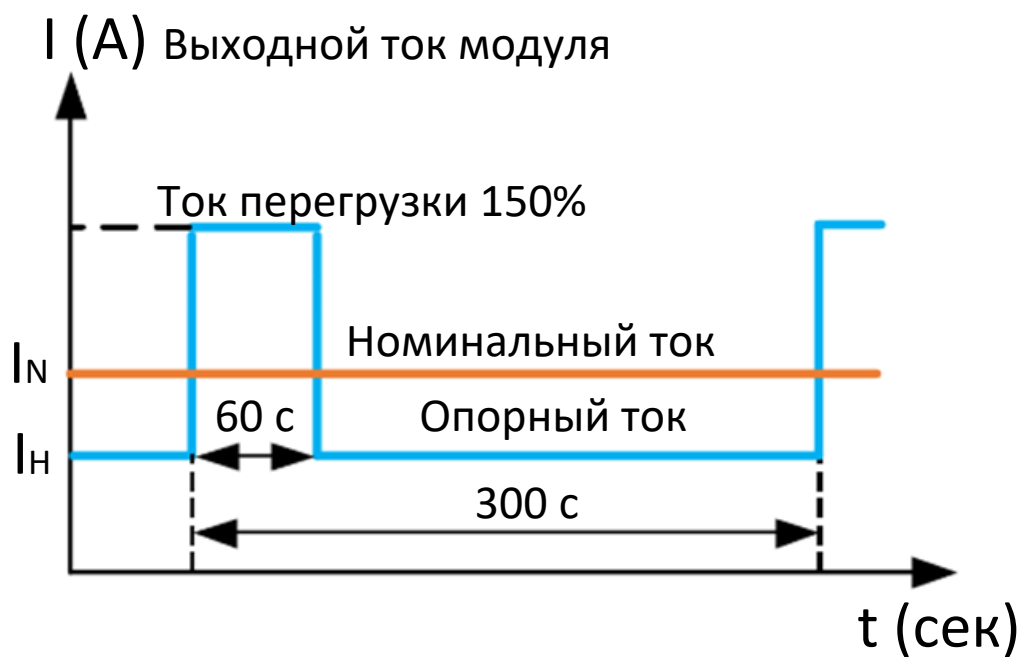 I (A) Выходной ток модуля
Ток перегрузки 150%
Номинальный ток
IN
60 с
Опорный ток
IH
300 с
t (сек)